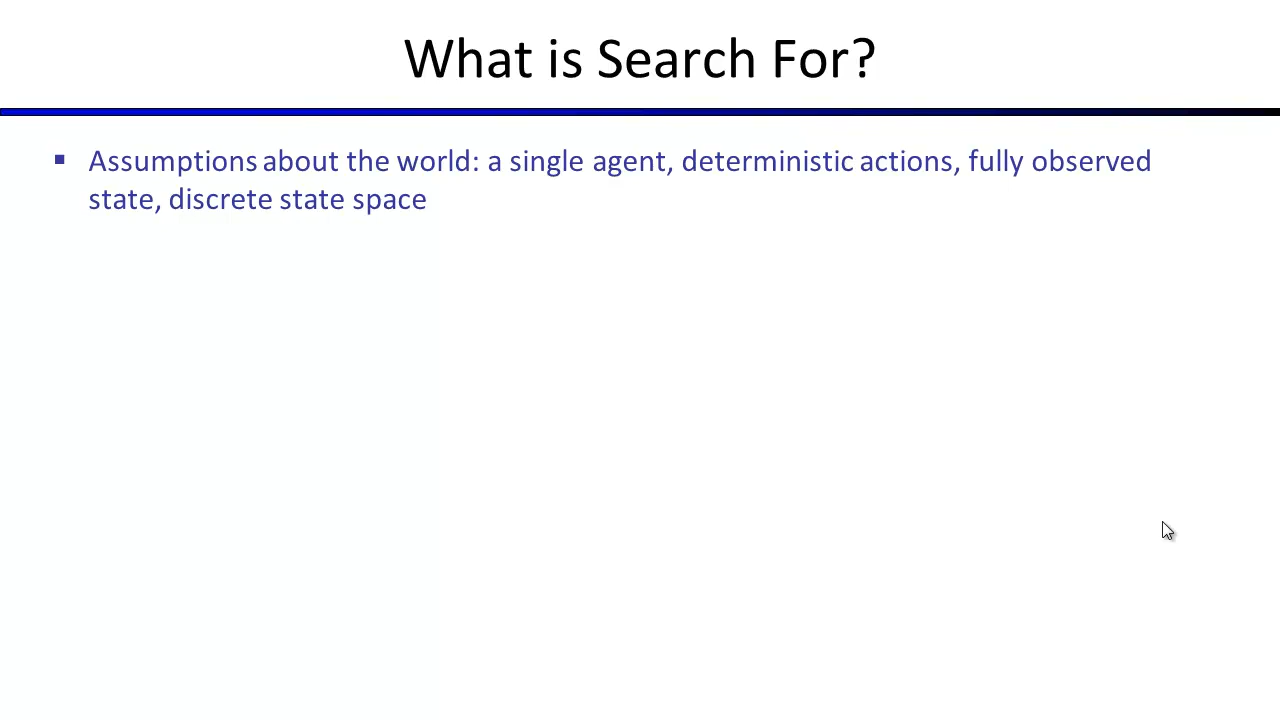 What is Search For?
▪ Assumptions about the world: a single agent, deterministic actions, fully observed
state, discrete state space